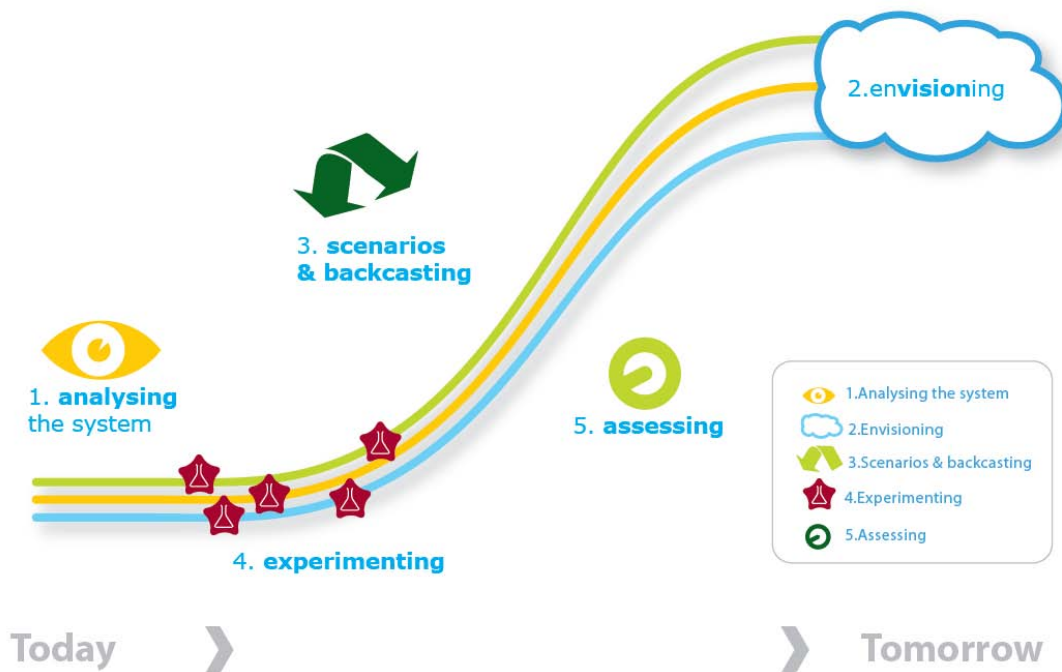 2.envisioning
3. scenarios
& backcasting
1. analysing
the system
5. assessing
4. experimenting
1.Analysing the system
2.Envisioning
3.Scenarios & backcasting
4.Experimenting
5.Assessing
Today
Tomorrow